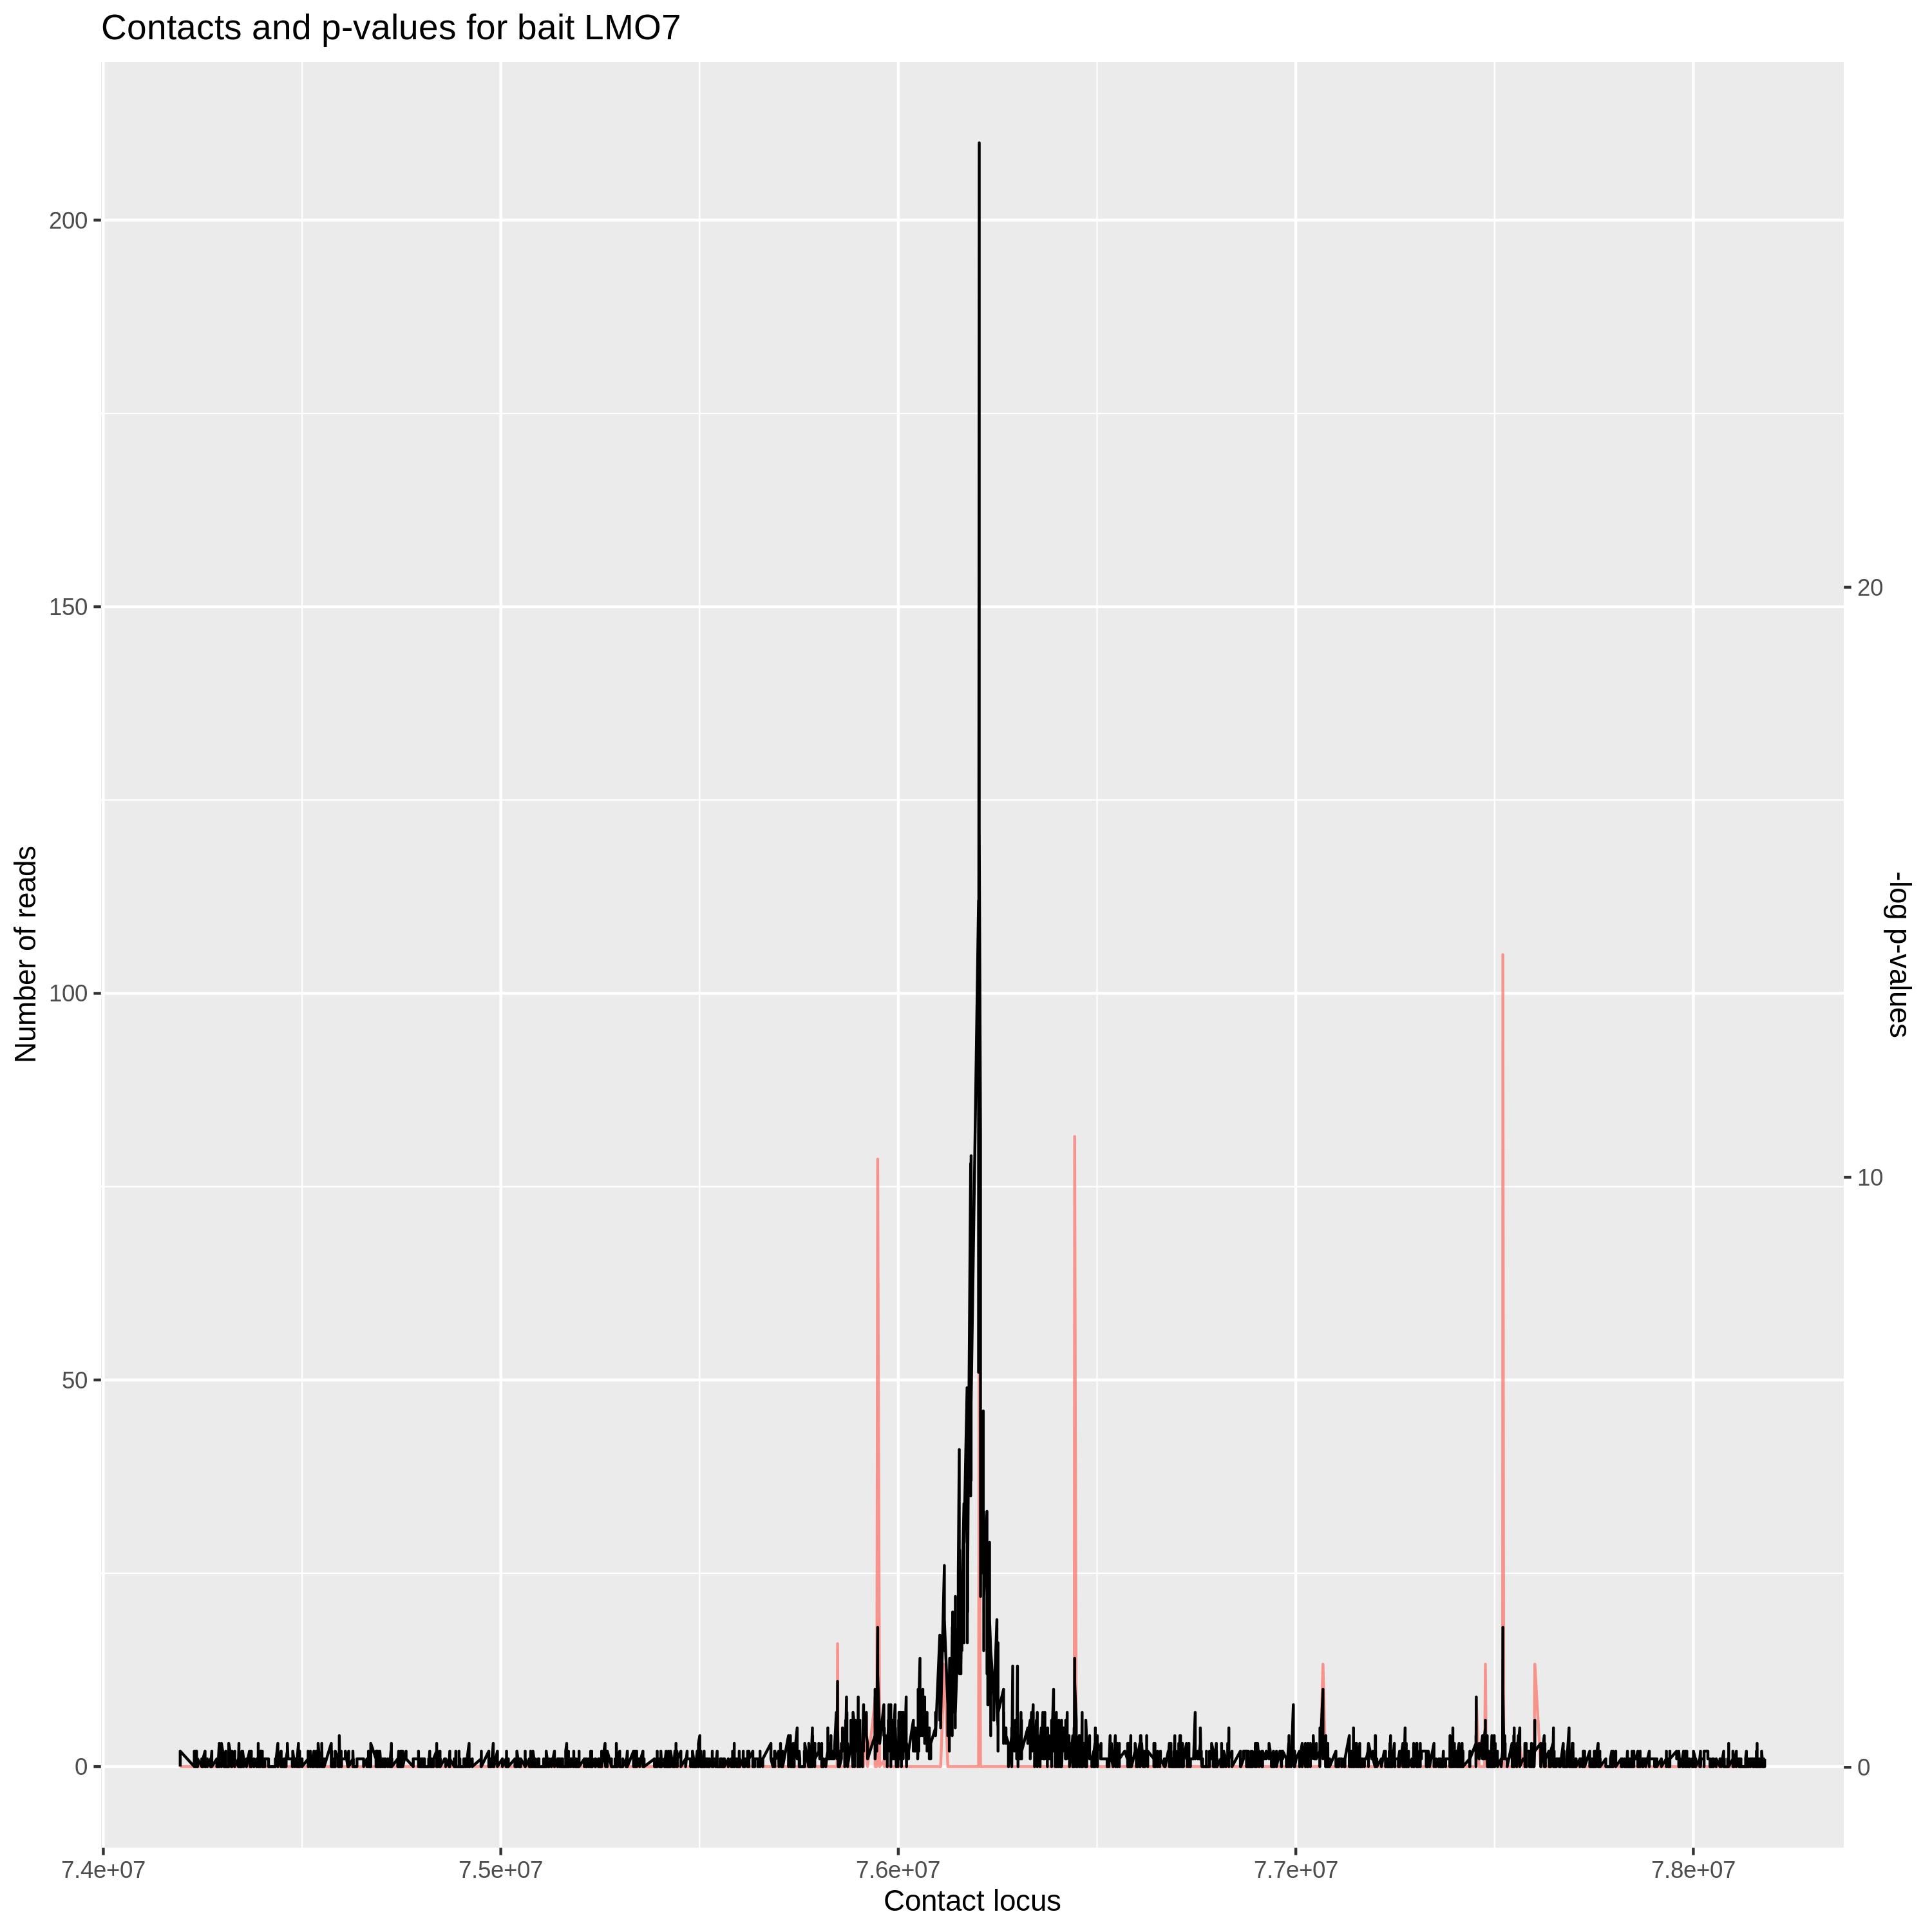 Contacts and p-values for bait LMO7
200
150
100
50
0
Number of reads
20
10
0
-log p-values
7.4e+07
7.5e+07
7.6e+07
7.7e+07
7.8e+07
Contact locus